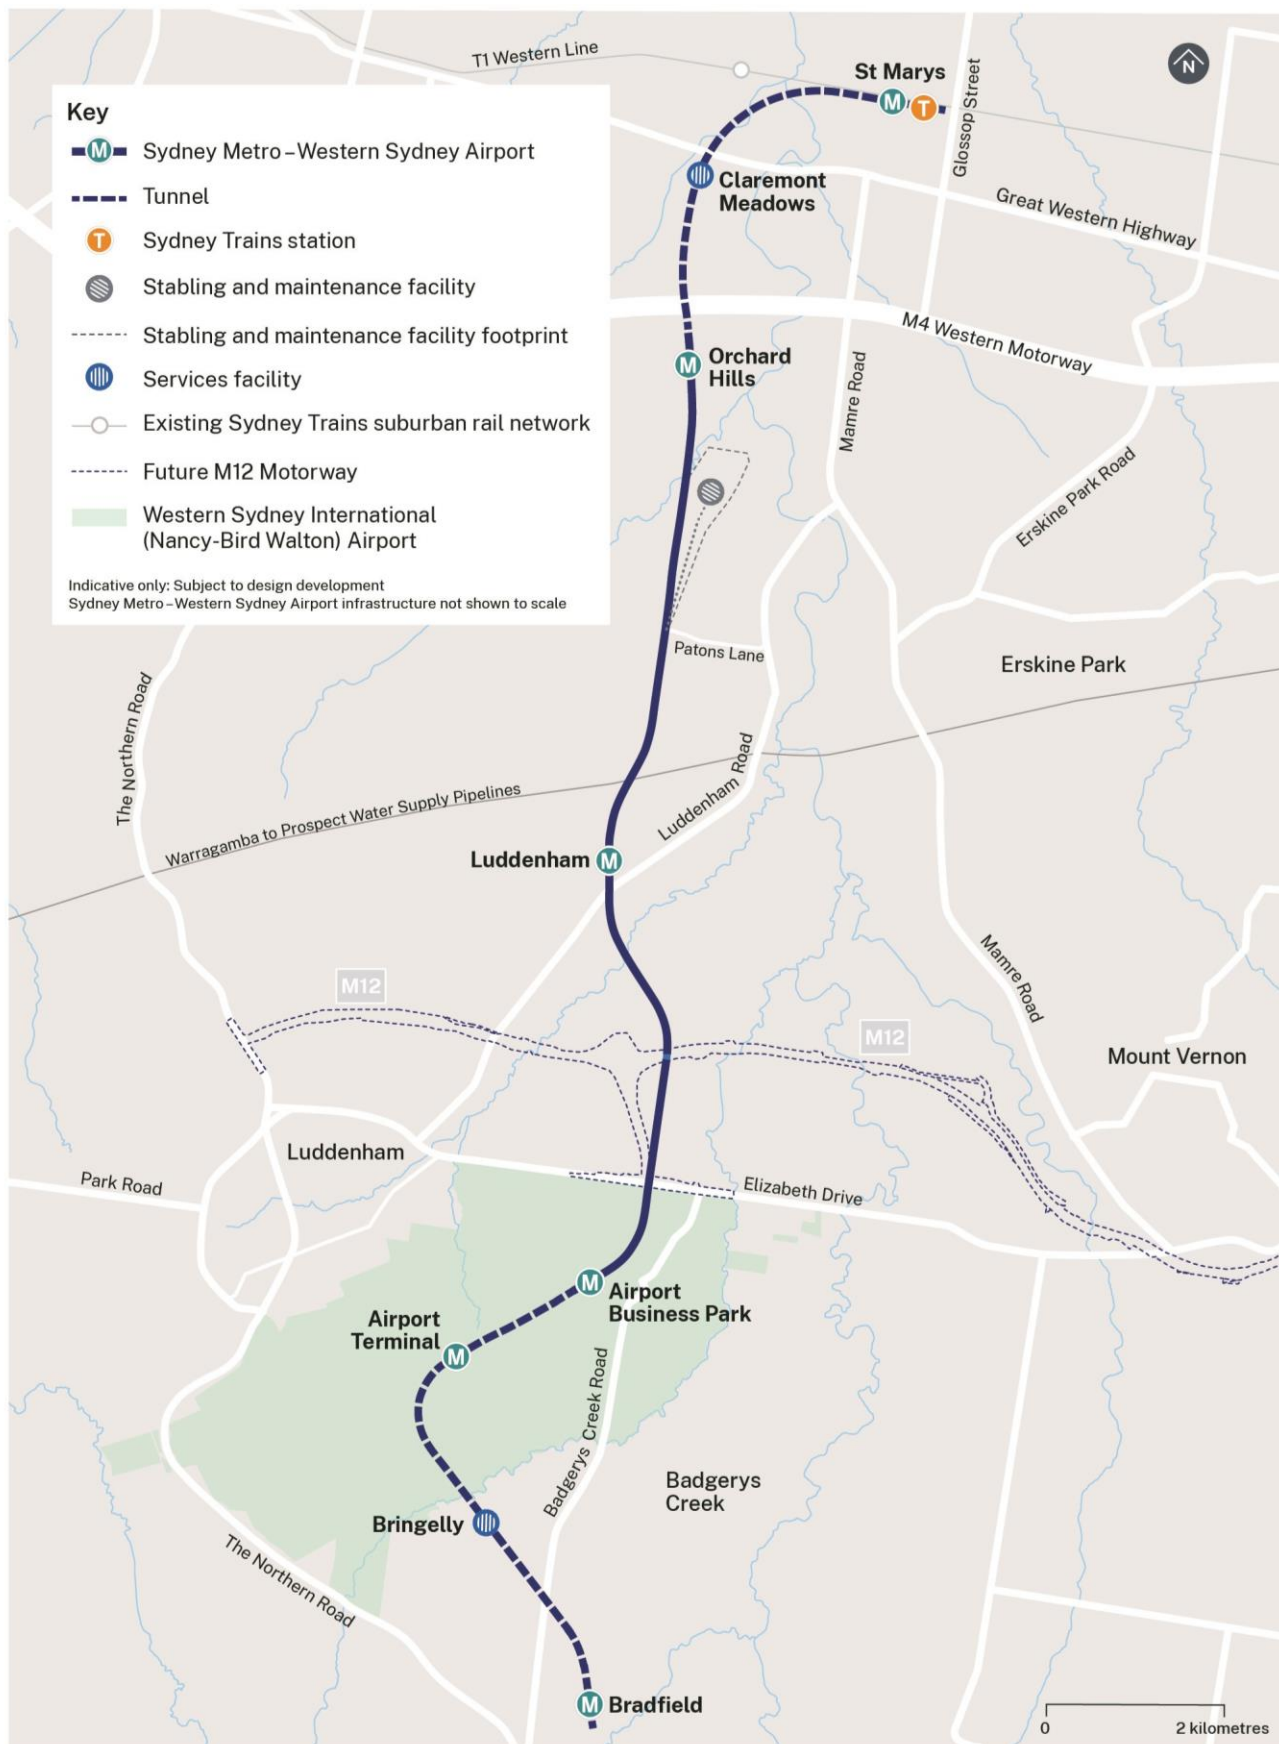 T1 Western Line
St Marys
N
M
T
Glossop Street
Key
M
Sydney Metro – Western Sydney Airport
Tunnel
T
Sydney Trains station
Stabling and maintenance facility
Stabling and maintenance facility footprint
Services facility
Existing Sydney Trains suburban rail network
Future M12 Motorway
Western Sydney International
(Nancy-Bird Walton) Airport
Indicative only: Subject to design development
Sydney Metro – Western Sydney Airport infrastructure not shown to scale
Claremont
Meadows
Great Western Highway
M4 Western Motorway
M
Orchard
Hills
Mamre Road
Erskine Park Road
Patons Lane
Erskine Park
The Northern Road
Luddenham Road
Warragamba to Prospect Water Supply Pipelines
Luddenham
M
Mamre Road
M12
M12
Mount Vernon
Luddenham
Park Road
Elizabeth Drive
M
Airport
Business Park
Airport
Terminal
M
Badgerys Creek Road
Badgerys
Creek
Bringelly
The Northern Road
M
Bradfield
0
2 kilometres